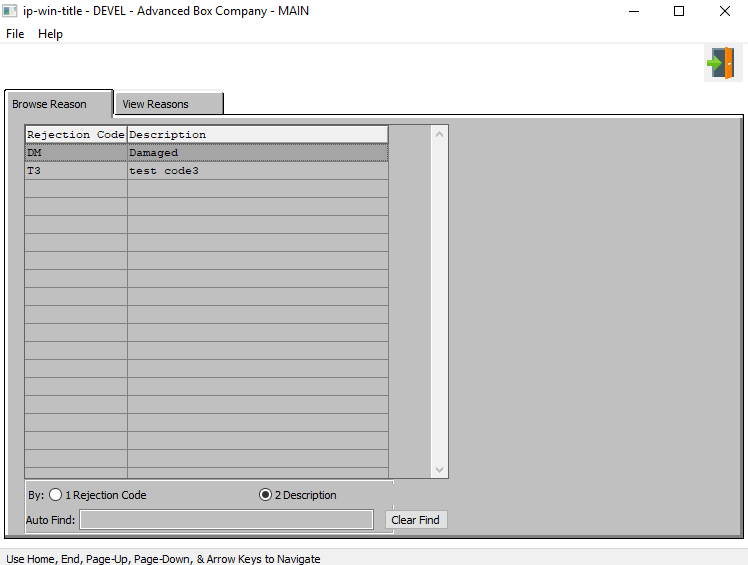 ip-win-title - DEVEL - Advanced Box Company - MAIN
File Help
Browse Reason View Reasons
Rejection Code Description
DM Damaged
T3 test code3
By: 1 Rejection Code 2 Description
Auto Find: Clear Find
Use Home, End, Page-Up, Page-Down, & Arrow Keys to Navigate